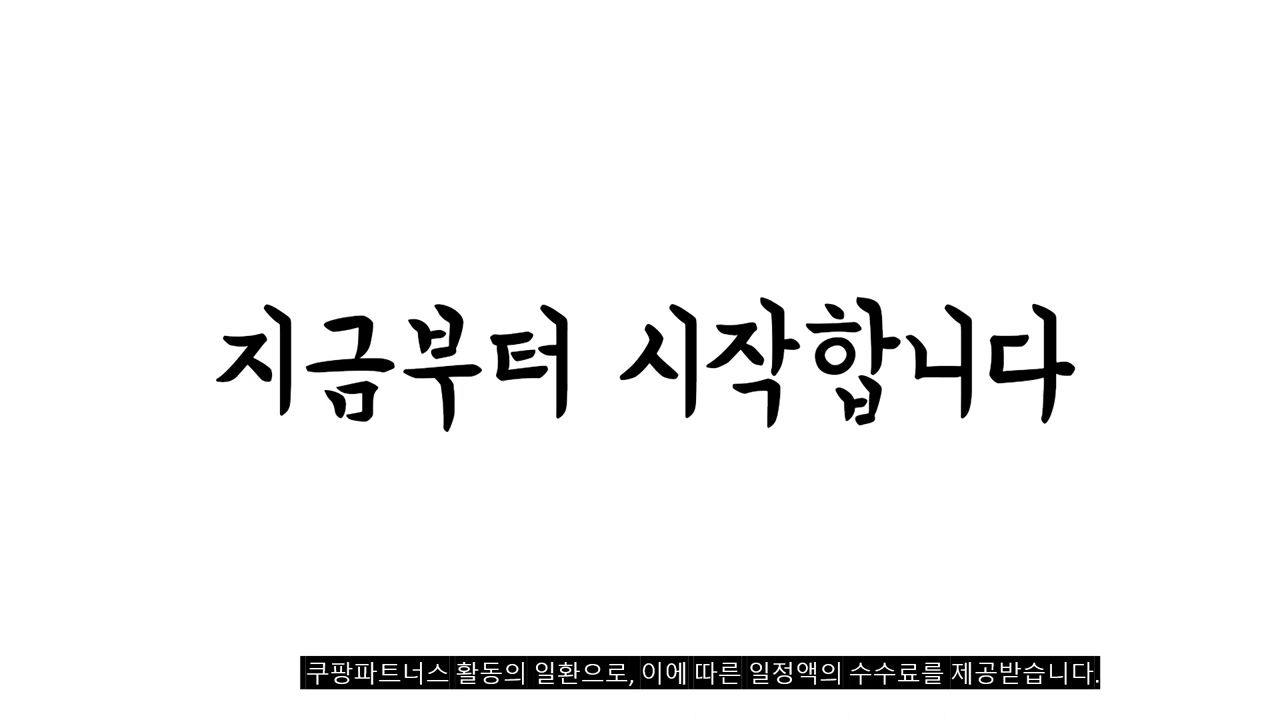 지금부터 시작합니다
쿠팡파트너스 활동의 일환으로, 이에 따른 일정액의 수수료를 제공받습니다.